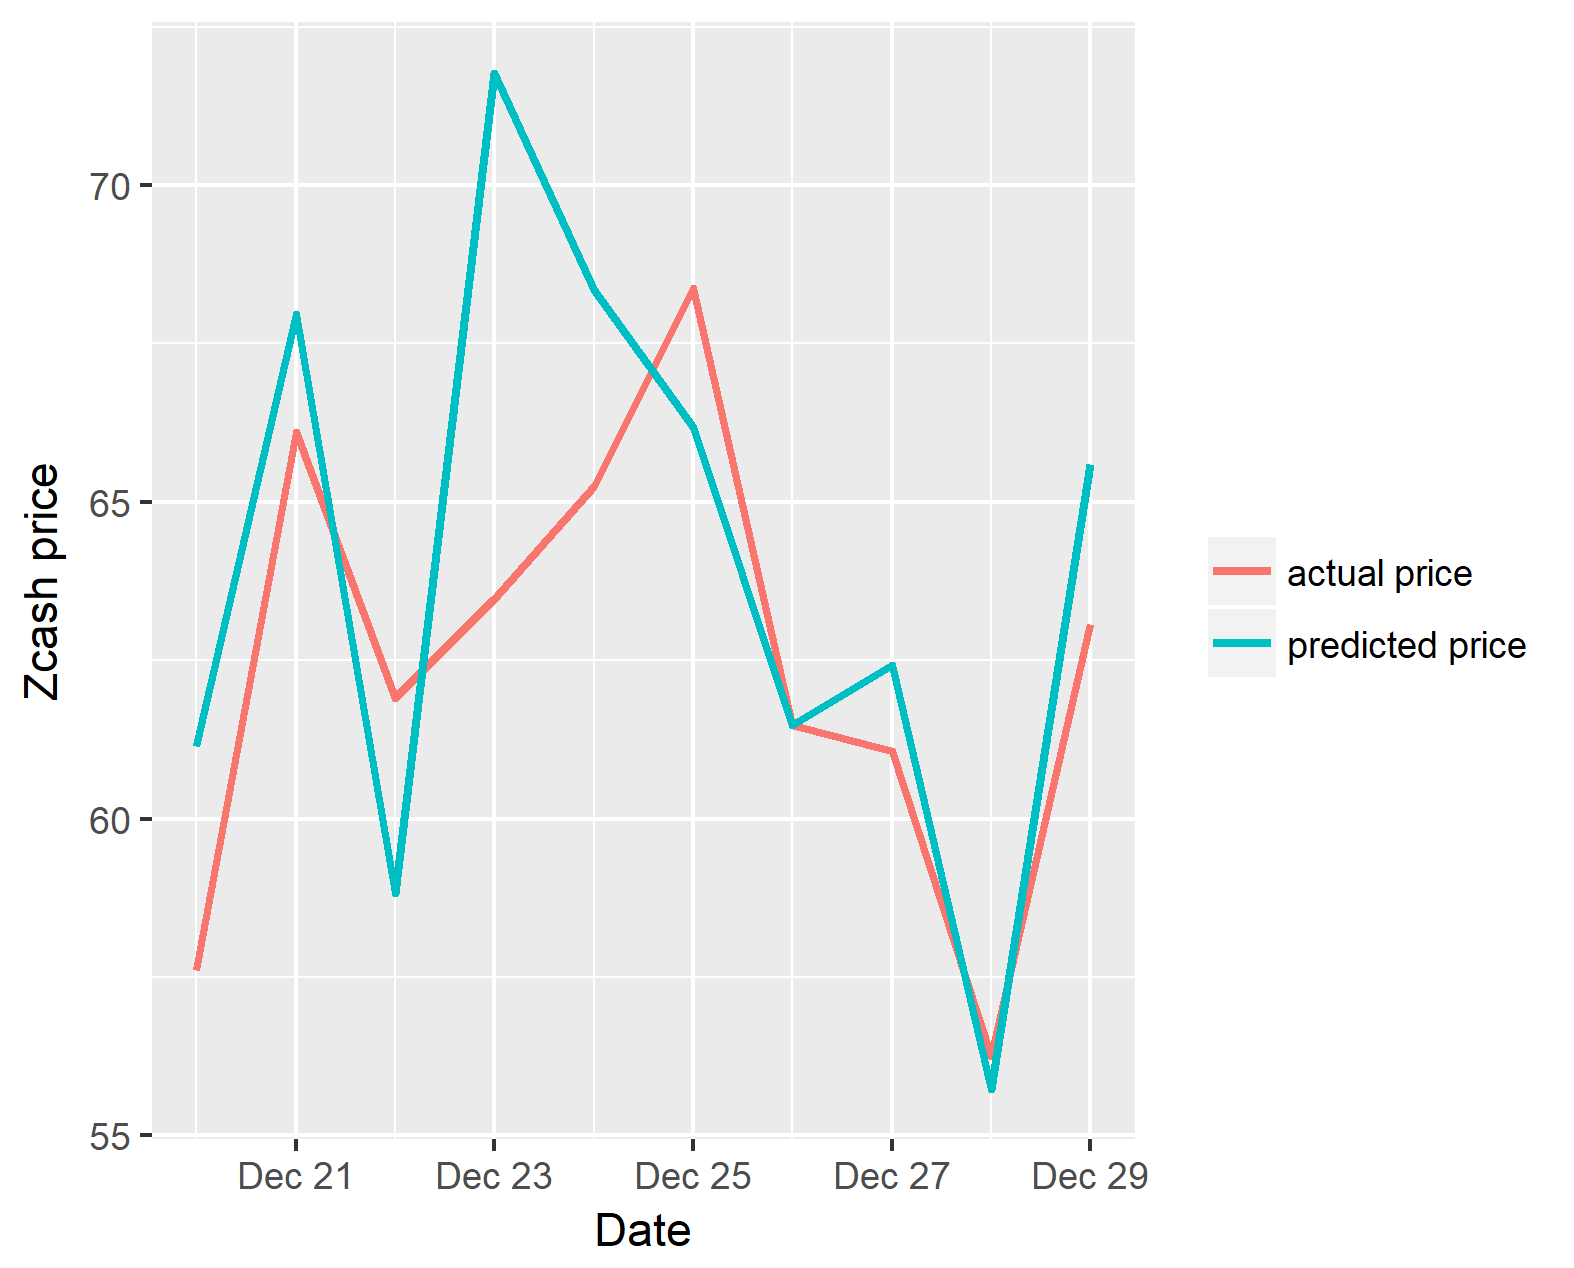 Zcash price
70
65
60
55
Dec 21 Dec 23 Dec 25 Dec 27 Dec 29
Date
actual price
predicted price